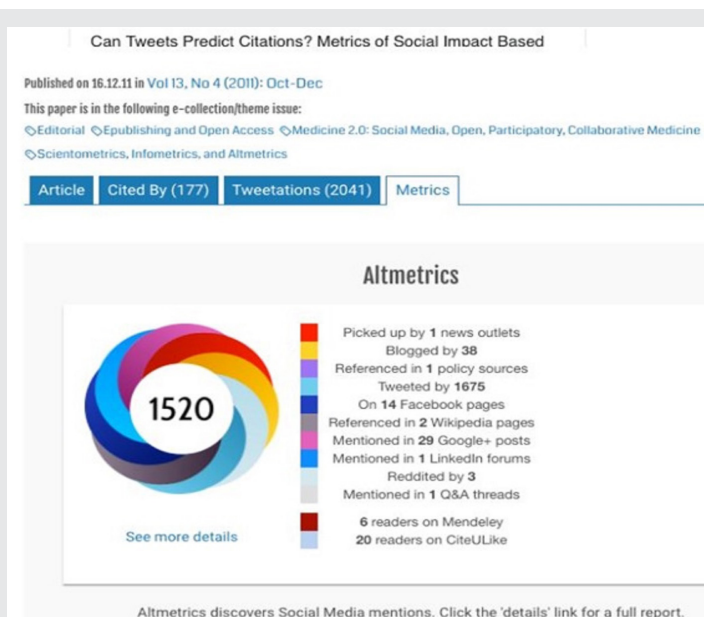 Can Tweets Predict Citations? Metrics of Social Impact Based
Published on 16.12.11 in Vol 13, No 4 (2011): Oct-Dec
This paper is in the following e-collection/theme issue:
Editorial Epublishing and Open Access Medicine 2.0: Social Media, Open, Participatory, Collaborative Medicine
Scientometrics, Infometrics, and Altmetrics
Article Cited By (177) Tweetations (2041) Metrics
Altmetrics
1520
See more details
Picked up by 1 news outlets
Blogged by 38
Referenced in 1 policy sources
Tweeted by 1675
On 14 Facebook pages
Referenced in 2 Wikipedia pages
Mentioned in 29 Google+ posts
Mentioned in 1 LinkedIn forums
Reddited by 3
Mentioned in 1 Q&A threads
6 readers on Mendeley
20 readers on CiteULike
Altmetrics discovers Social Media mentions. Click the 'details' link for a full report.